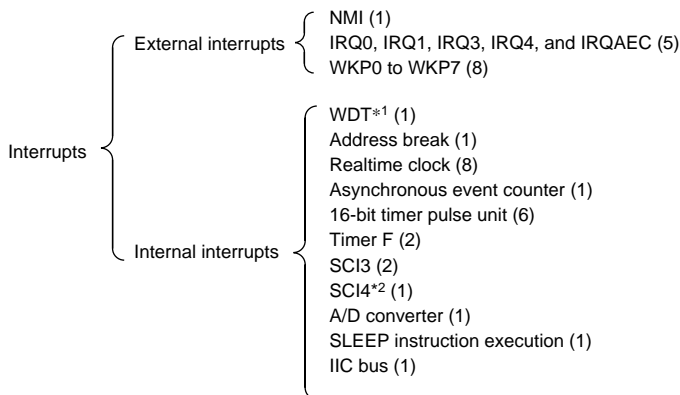 Interrupts
External interrupts
NMI (1)
IRQ0, IRQ1, IRQ3, IRQ4, and IRQAEC (5)
WKP0 to WKP7 (8)
Internal interrupts
WDT*1 (1)
Address break (1)
Realtime clock (8)
Asynchronous event counter (1)
16-bit timer pulse unit (6)
Timer F (2)
SCI3 (2)
SCI4*2 (1)
A/D converter (1)
SLEEP instruction execution (1)
IIC bus (1)